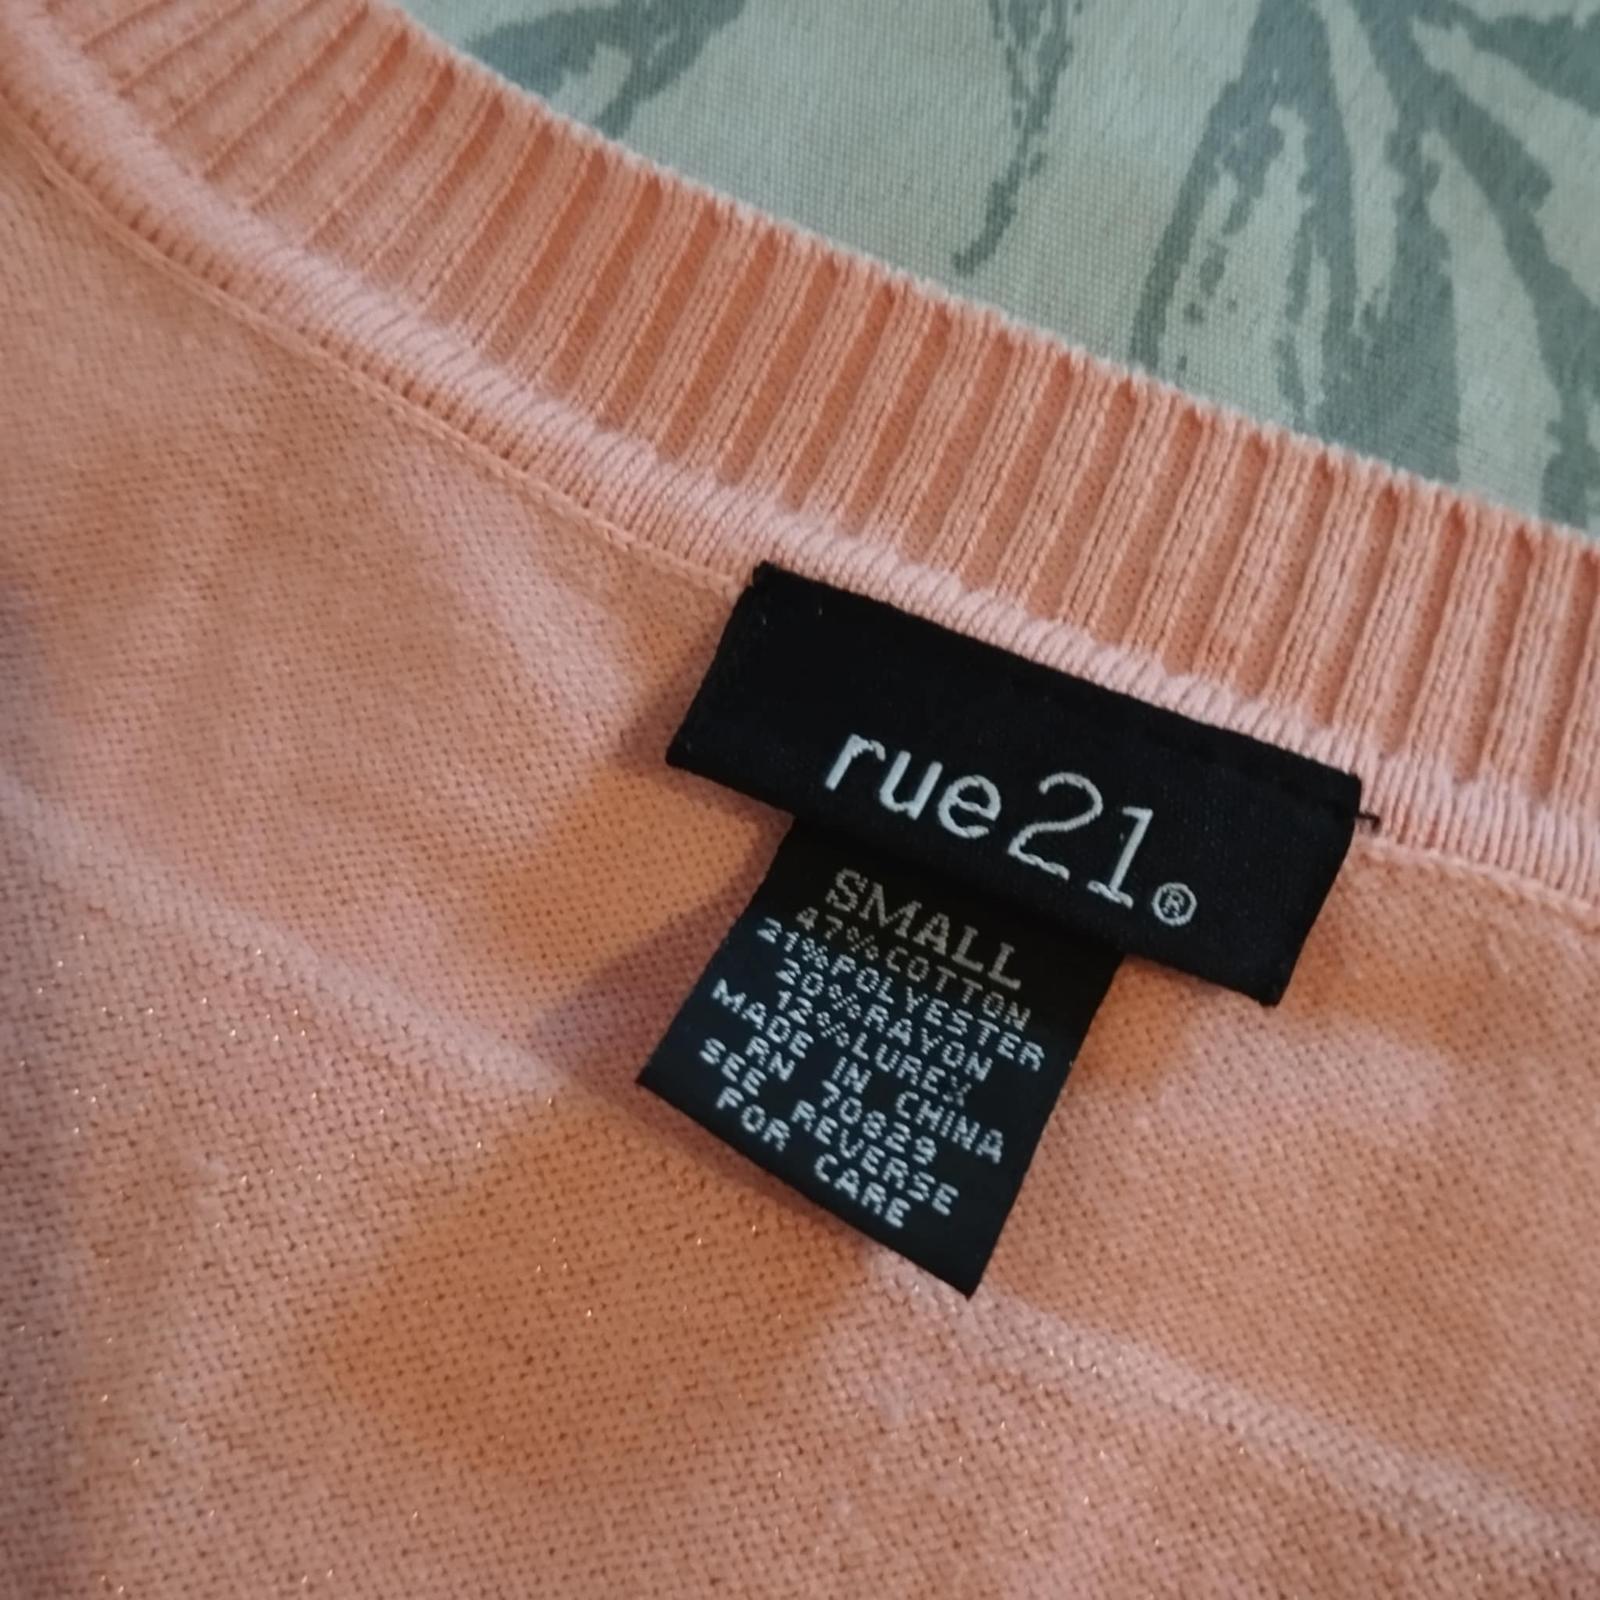 rue21®
SMALL
47%COTTON
21%POLYESTER
20%RAYON
12%LUREX
MADE IN CHINA
RN 70829
SEE REVERSE
FOR CARE